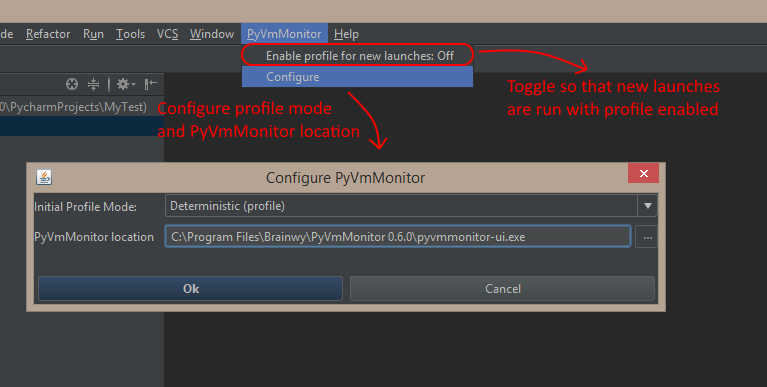 de Refactor Run Tools VCS Window PyVmMonitor Help
Enable profile for new launches: Off
Configure
0\PycharmProjects\MyTest)
Toggle so that new launches
are run with profile enabled
Configure profile mode
and PyVmMonitor location
Configure PyVmMonitor
Initial Profile Mode: Deterministic (profile)
PyVmMonitor location C:\Program Files\Brainwy\PyVmMonitor 0.6.0\pyvmmonitor-ui.exe ...
Ok Cancel